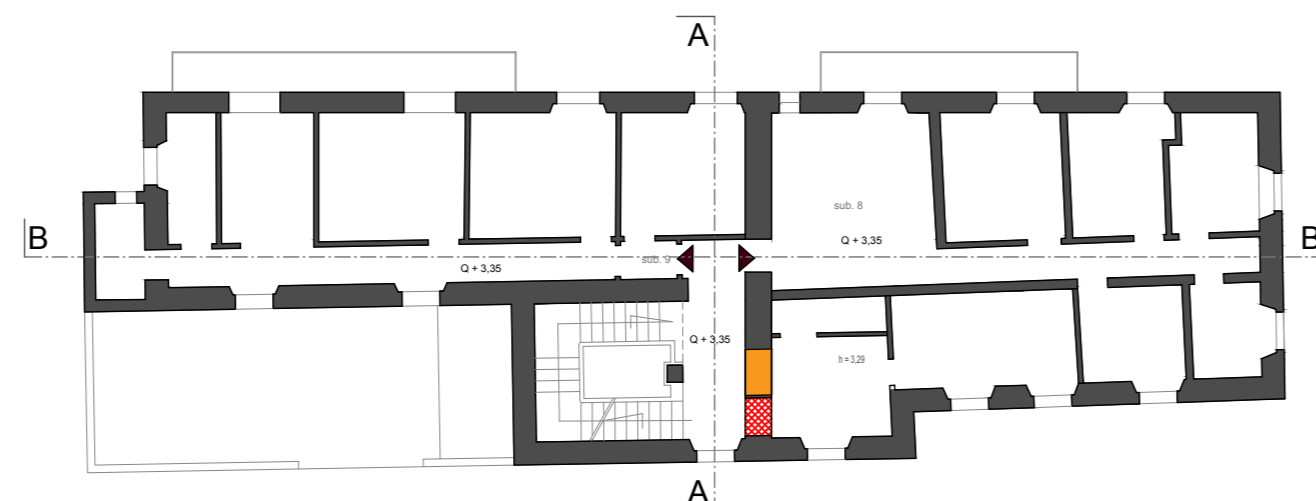 A
sub. 8
B
Q + 3,35
B
sub. 9
Q + 3,35
Q + 3,35
h = 3,29
A